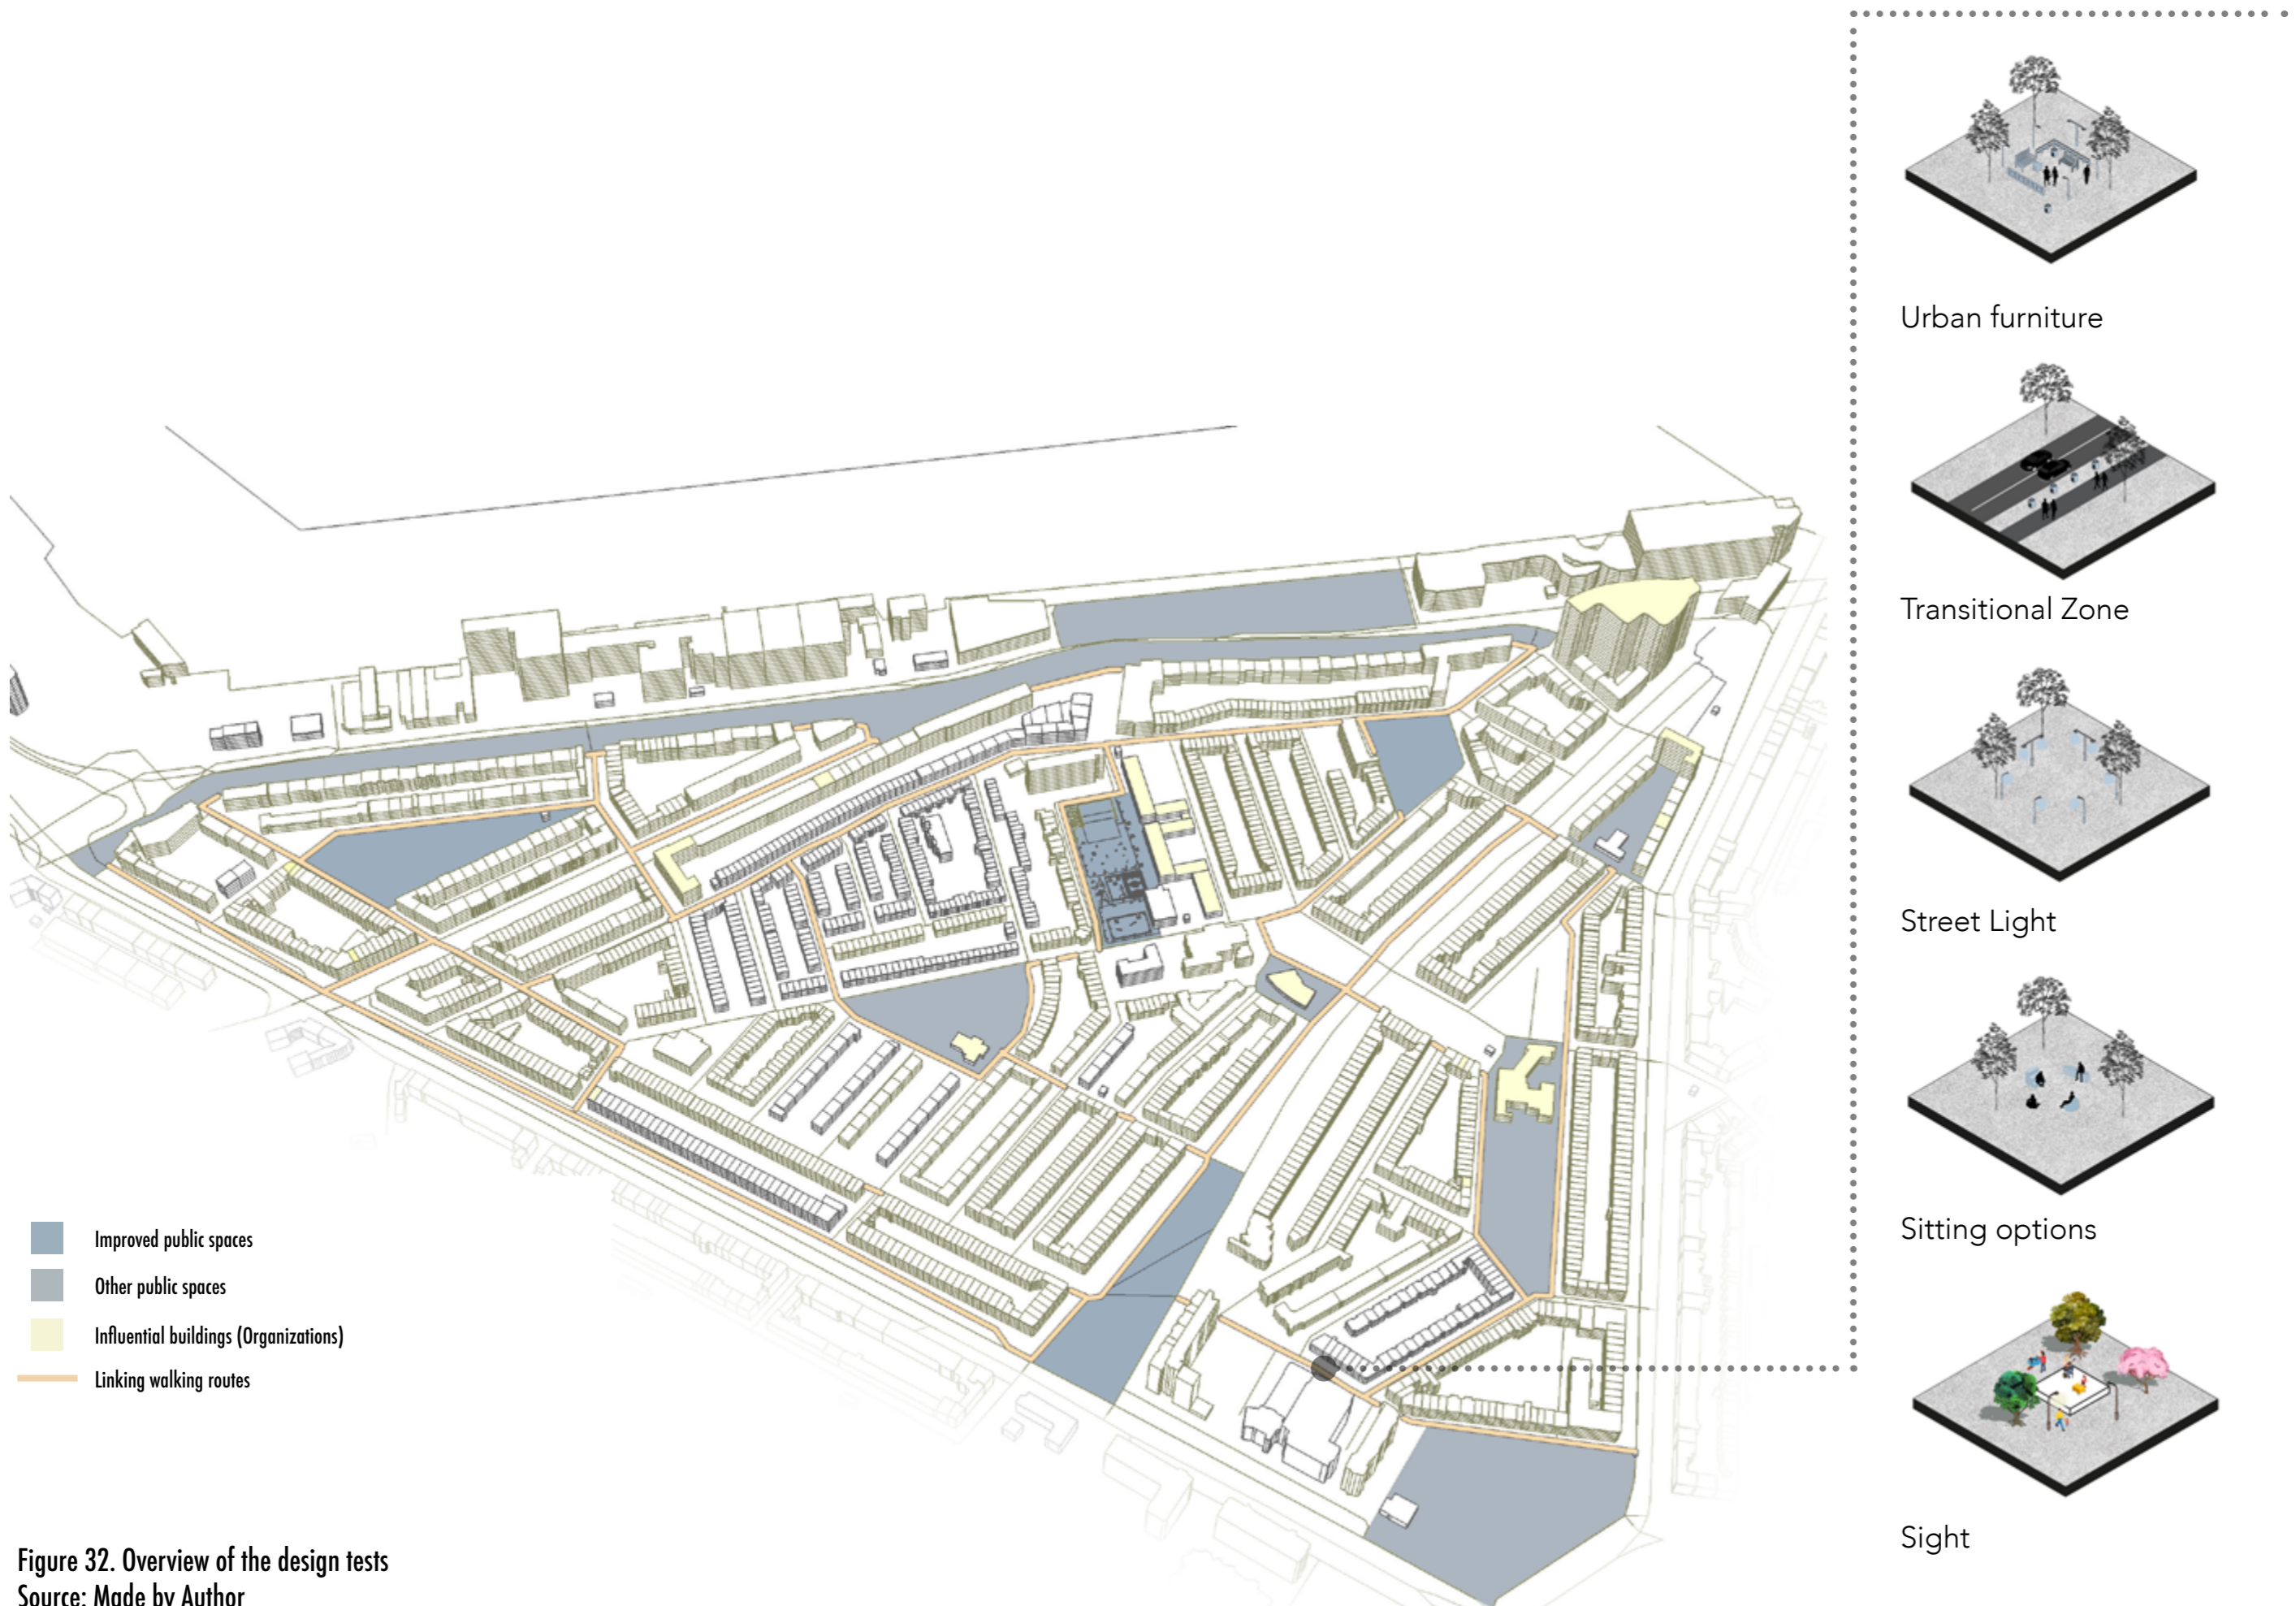 Urban furniture
Transitional Zone
Street Light
Sitting options
Sight
Improved public spaces
Other public spaces
Influential buildings (Organizations)
Linking walking routes
Figure 32. Overview of the design tests
Source: Made by Author